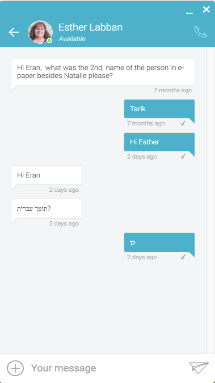 Esther Labban
Available
Hi Eran, what was the 2nd. name of the person in e-
paper besides Natalie please?
7 months ago
Tarik
7 months ago
Hi Esther
2 days ago
Hi Eran
2 days ago
תומך עברית?
2 days ago
כן
2 days ago
Your message